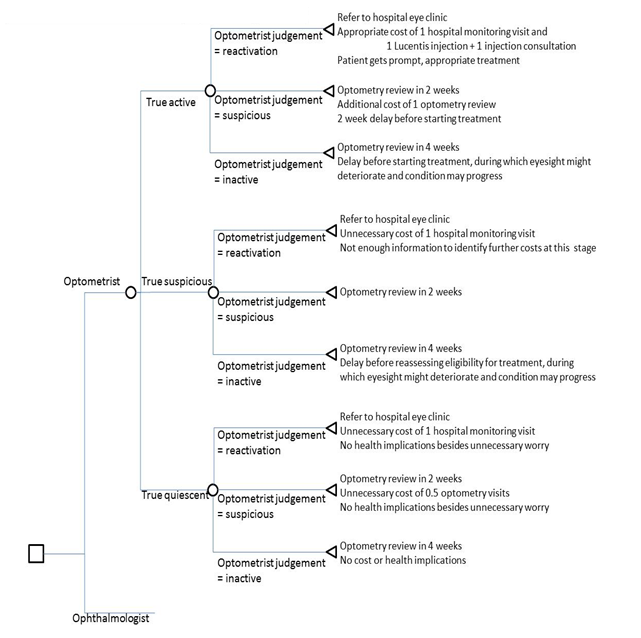 Optometrist judgement
= reactivation
Refer to hospital eye clinic
Appropriate cost of 1 hospital monitoring visit and
1 Lucentis injection + 1 injection consultation
Patient gets prompt, appropriate treatment
True active
Optometrist judgement
= suspicious
Optometry review in 2 weeks
Additional cost of 1 optometry review
2 week delay before starting treatment
Optometrist judgement
= inactive
Optometry review in 4 weeks
Delay before starting treatment, during which eyesight might
deteriorate and condition may progress
Optometrist
True suspicious
Optometrist judgement
= reactivation
Refer to hospital eye clinic
Unnecessary cost of 1 hospital monitoring visit
Not enough information to identify further costs at this stage
Optometrist judgement
= suspicious
Optometry review in 2 weeks
Optometrist judgement
= inactive
Optometry review in 4 weeks
Delay before reassessing eligibility for treatment, during
which eyesight might deteriorate and condition may progress
True quiescent
Optometrist judgement
= reactivation
Refer to hospital eye clinic
Unnecessary cost of 1 hospital monitoring visit
No health implications besides unnecessary worry
Optometrist judgement
= suspicious
Optometry review in 2 weeks
Unnecessary cost of 0.5 optometry visits
No health implications besides unnecessary worry
Optometrist judgement
= inactive
Optometry review in 4 weeks
No cost or health implications
Ophthalmologist